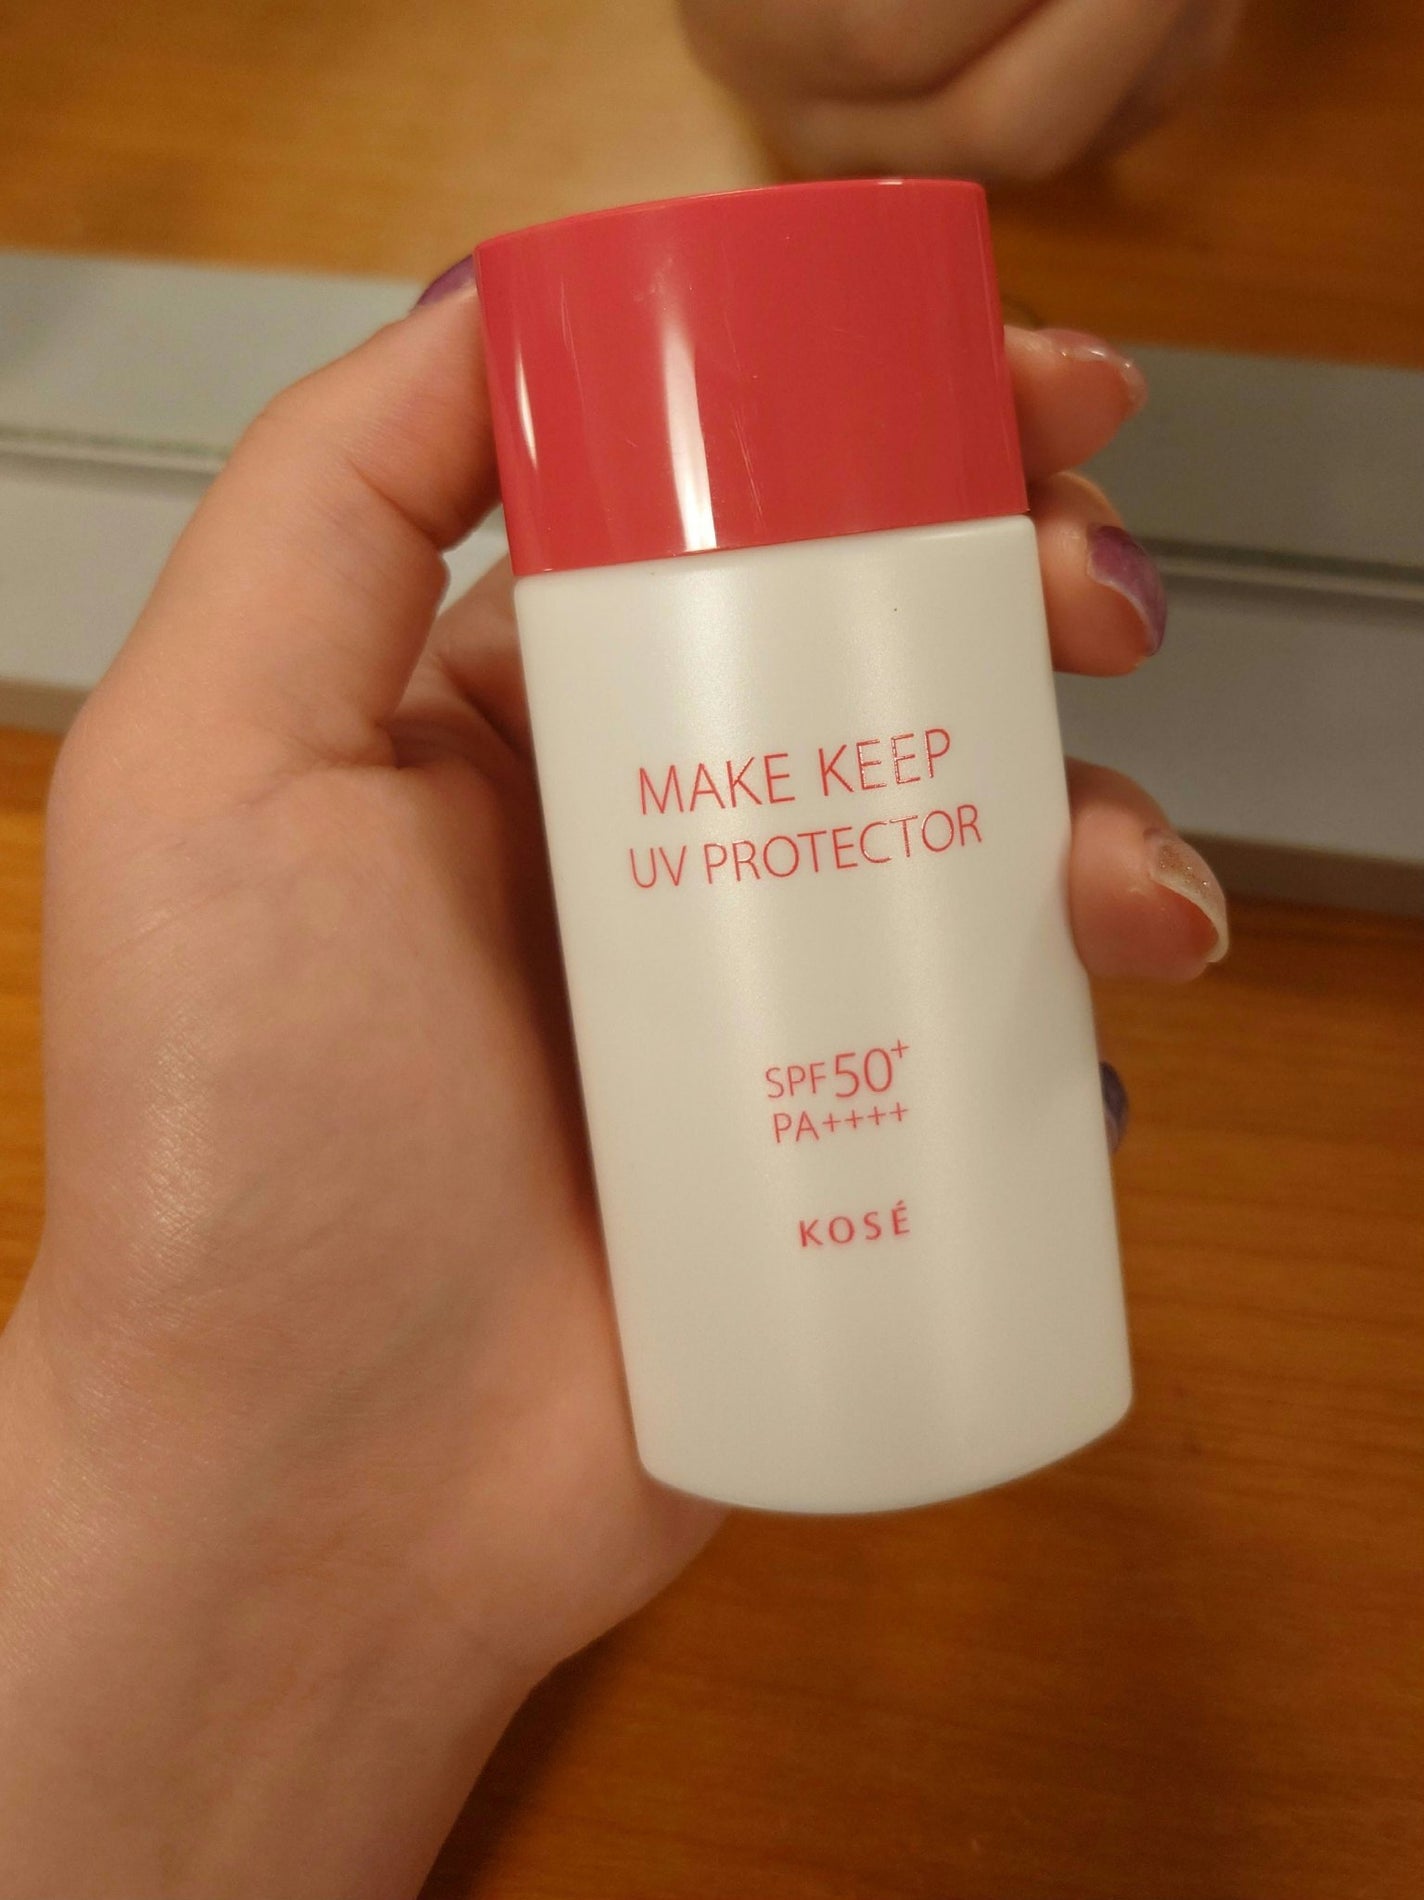 MAKE KEEP
UV PROTECTOR
SPF50+
PA++++
KOSÉ